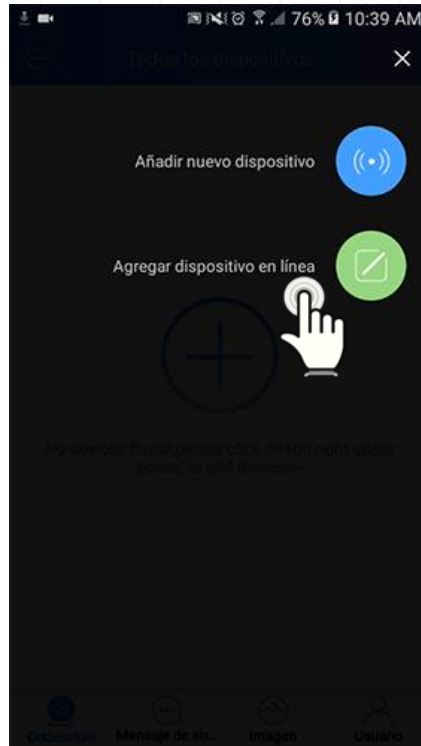 76% 10:39 AM
Todos los dispositivos
Añadir nuevo dispositivo
Agregar dispositivo en línea
No devices found,please click on+on right upper
corner to add devices~
Dispositivo
Mensaje de sis...
Imagen
Usuario